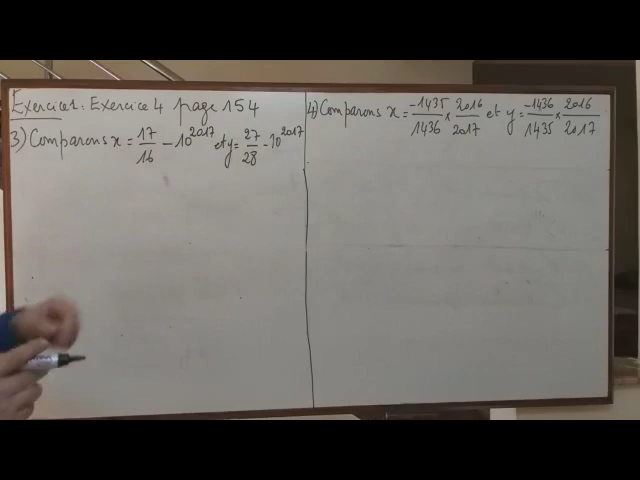 Exercice1: Exercice 4 page 154
3) Comparons x = 17/16 - 10^2017 et y = 27/28 - 10^2017
4) Comparons x = -1435/1436 × 2016/2017 et y = -1436/1435 × 2016/2017